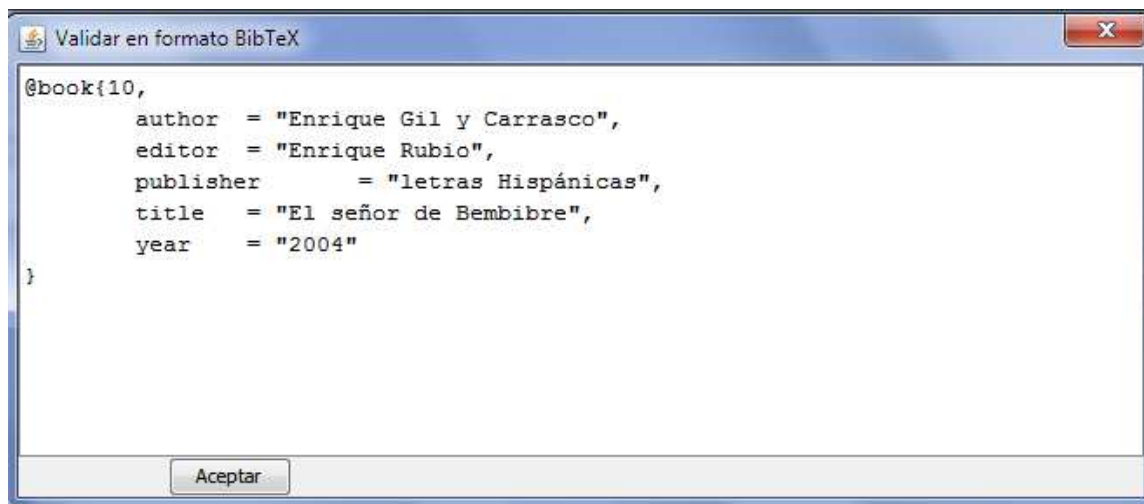 Validar en formato BibTeX
@book{10,
        author  = "Enrique Gil y Carrasco",
        editor  = "Enrique Rubio",
        publisher       = "letras Hispánicas",
        title   = "El señor de Bembibre",
        year    = "2004"
}
Aceptar